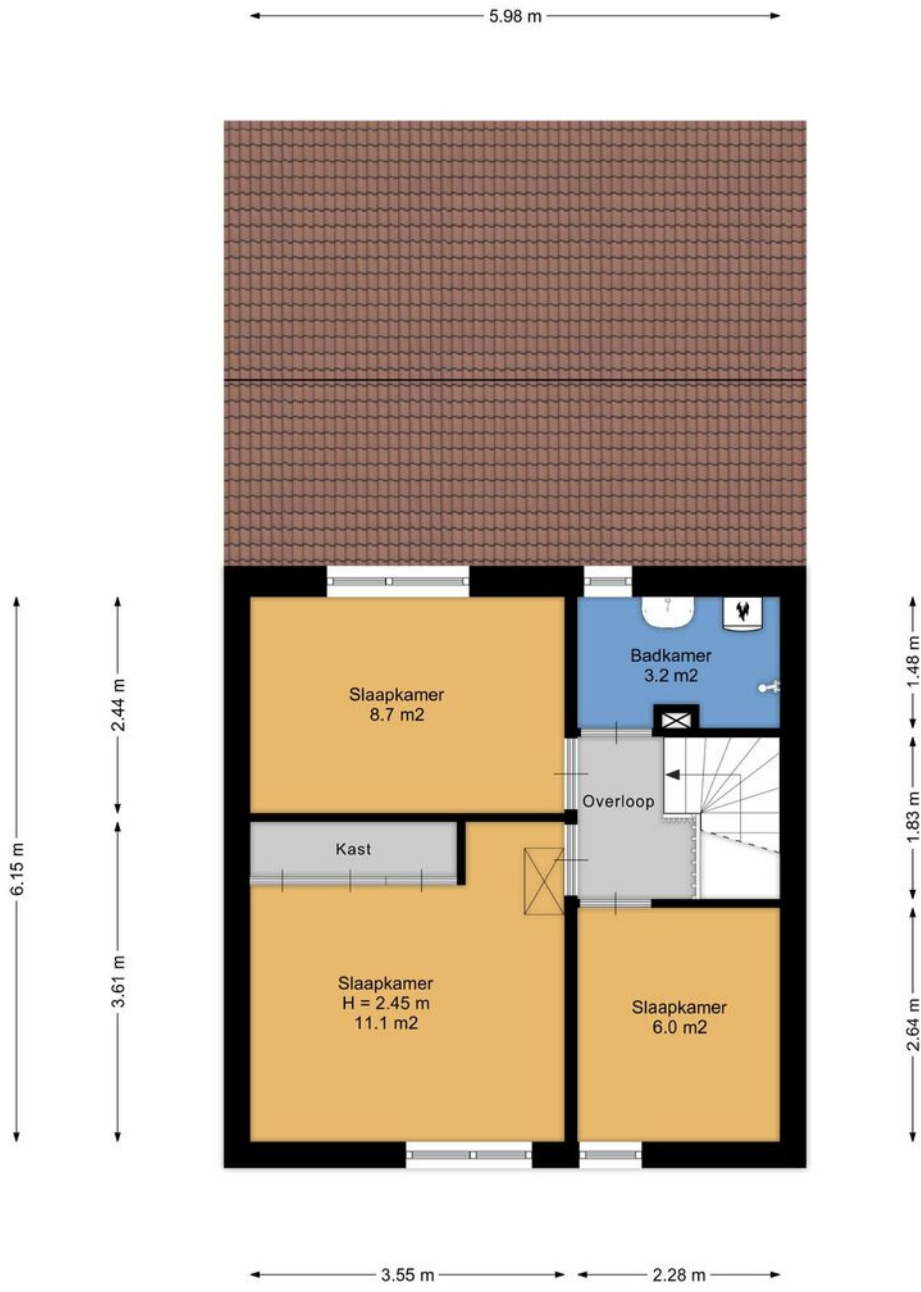 5.98 m
Badkamer
3.2 m2
Slaapkamer
8.7 m2
Overloop
Kast
Slaapkamer
H = 2.45 m
11.1 m2
Slaapkamer
6.0 m2
6.15 m
2.44 m
3.61 m
1.48 m
1.83 m
2.64 m
3.55 m
2.28 m